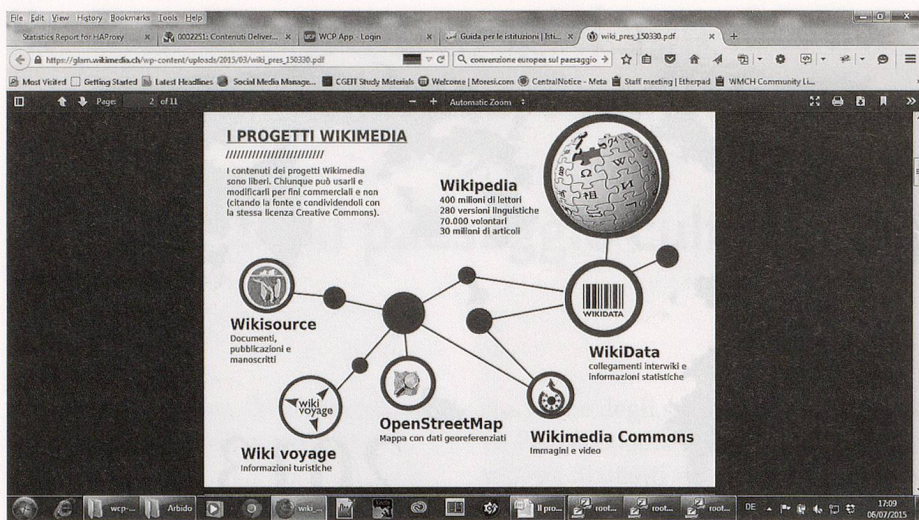 File Edit View History Bookmarks Tools Help
Statistics Report for HAProxy × 0002251: Contenuti Deliver... × WCP App - Login × Guida per le istituzioni | Isti... × wiki_pres_150330.pdf × +
https://glam.wikimedia.ch/wp-content/uploads/2015/03/wiki_pres_150330.pdf convenzione europea sul paesaggio
Most Visited Getting Started Latest Headlines Social Media Manage... CGEIT Study Materials Welcome | Moresi.com CentralNotice - Meta Staff meeting | Etherpad WMCH Community Li...
Page: 2 of 11 Automatic Zoom
I PROGETTI WIKIMEDIA
////////////////////////////
I contenuti dei progetti Wikimedia
sono liberi. Chiunque può usarli e
modificarli per fini commerciali e non
(citando la fonte e condividendoli con
la stessa licenza Creative Commons).
Wikipedia
400 milioni di lettori
280 versioni linguistiche
70.000 volontari
30 milioni di articoli
Ω W И
WIKIDATA
WikiData
collegamenti interwiki e
informazioni statistiche
Wikisource
Documenti,
pubblicazioni e
manoscritti
wiki
voyage
Wiki voyage
Informazioni turistiche
OpenStreetMap
Mappa con dati georeferenziati
Wikimedia Commons
Immagini e video
wcp-... Arbido wiki_... Il pro... root... root... root... DE 17:09
06/07/2015